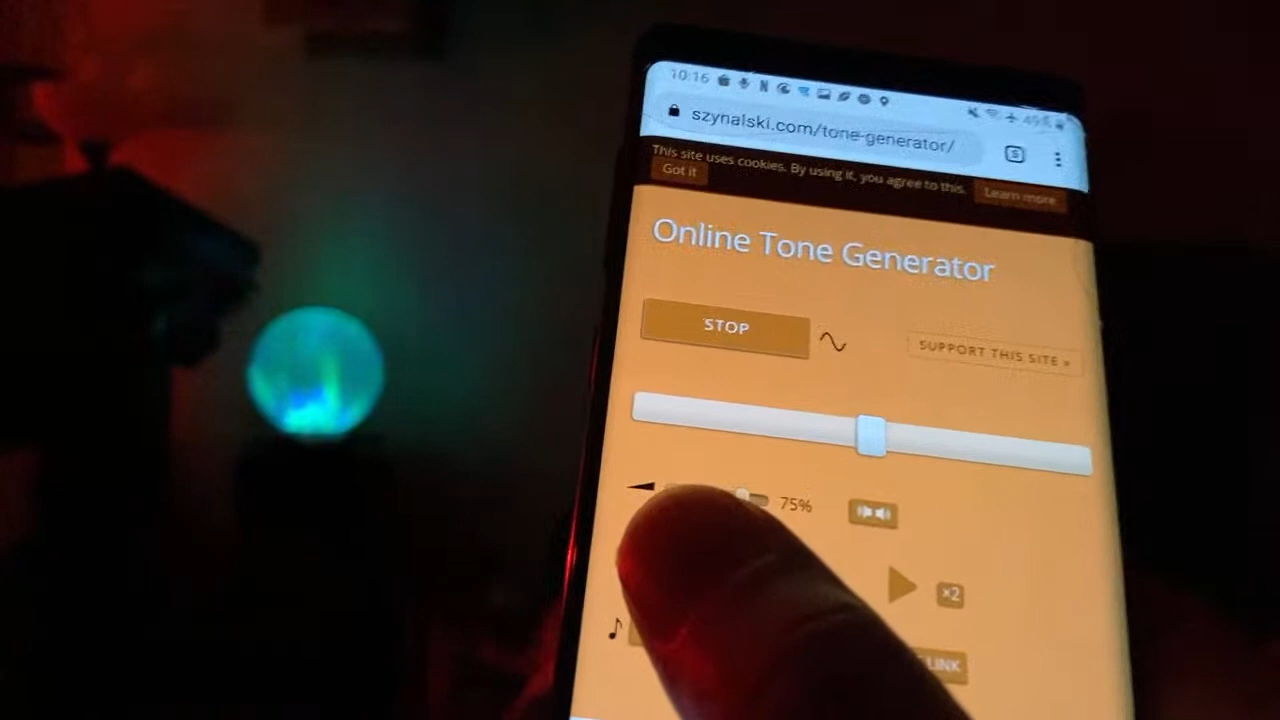 10:16
szynalski.com/tone-generator/
This site uses cookies. By using it, you agree to this.
Got it
Learn more
Online Tone Generator
STOP
SUPPORT THIS SITE »
75%
×2
LINK